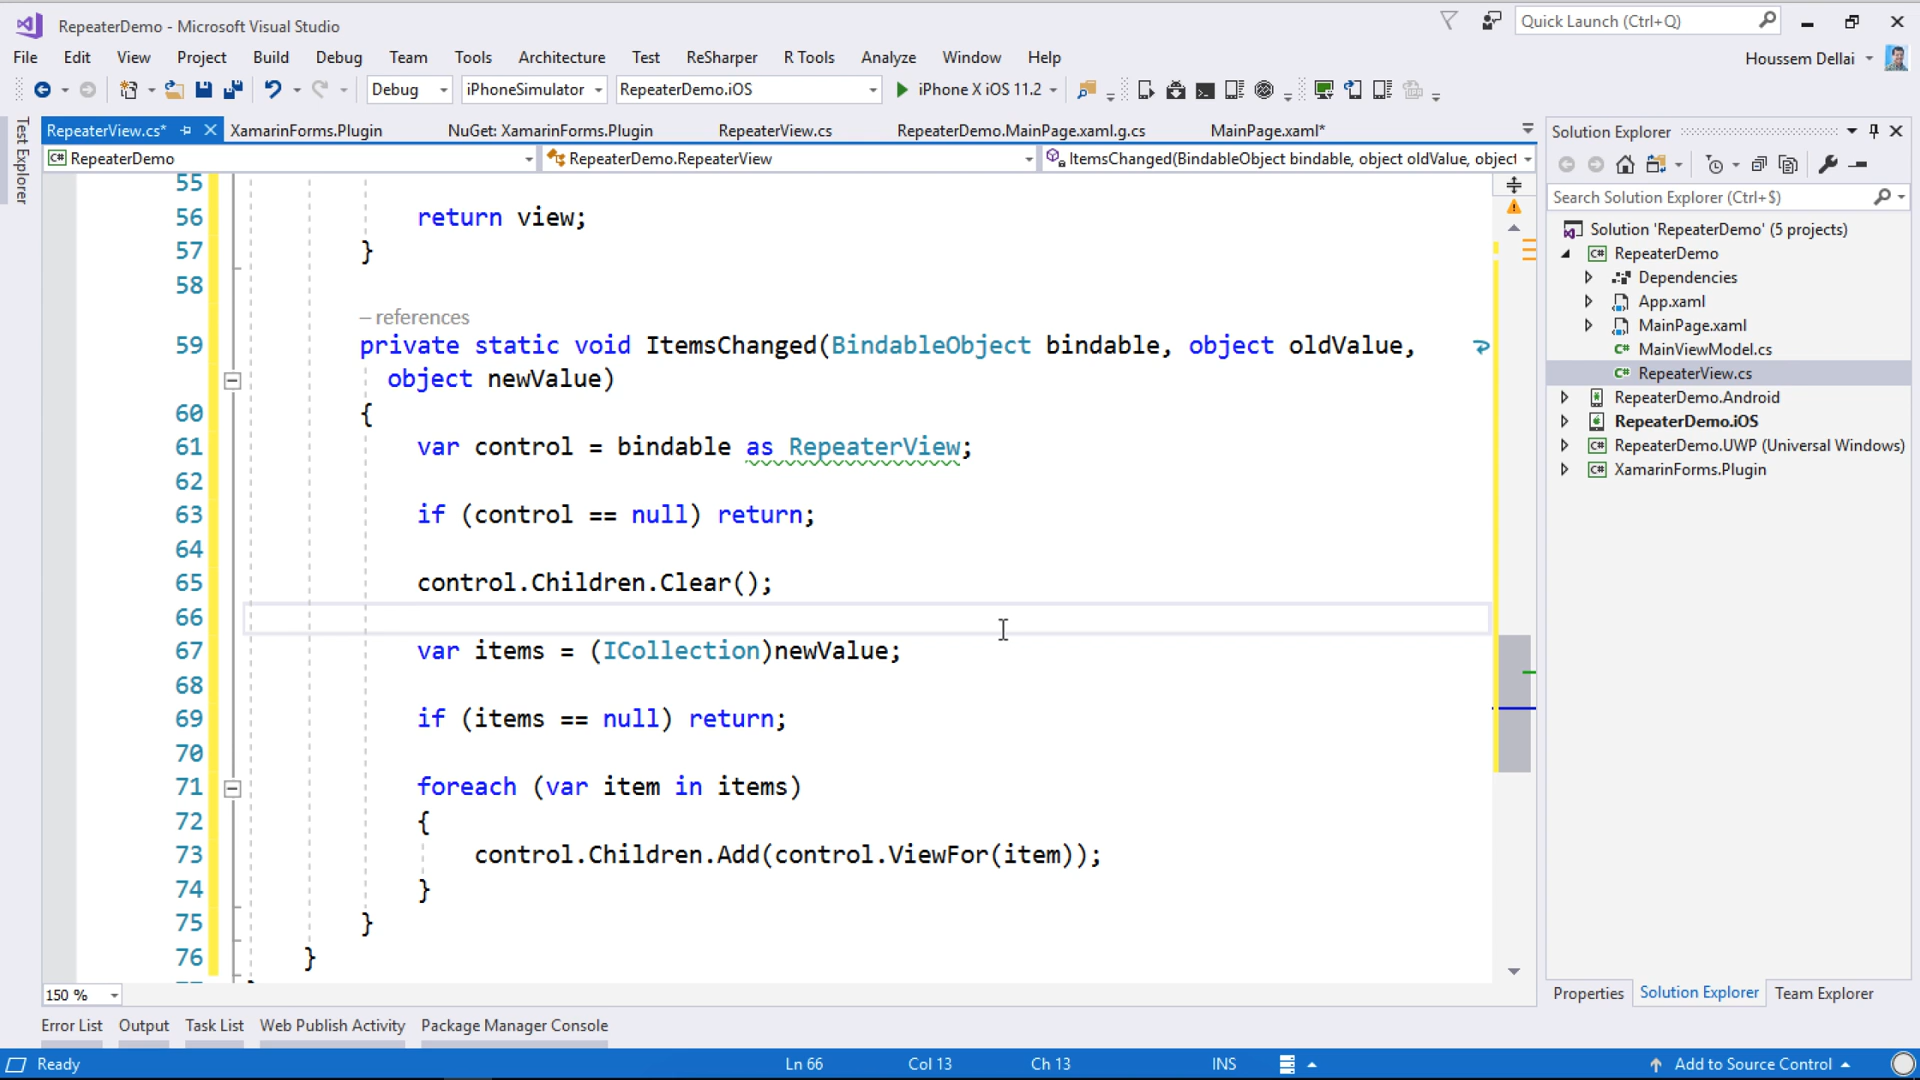 RepeaterDemo - Microsoft Visual Studio
Quick Launch (Ctrl+Q)
File Edit View Project Build Debug Team Tools Architecture Test ReSharper R Tools Analyze Window Help
Houssem Dellai
Debug iPhoneSimulator RepeaterDemo.iOS iPhone X iOS 11.2
Test Explorer
RepeaterView.cs* XamarinForms.Plugin NuGet: XamarinForms.Plugin RepeaterView.cs RepeaterDemo.MainPage.xaml.g.cs MainPage.xaml*
C# RepeaterDemo RepeaterDemo.RepeaterView ItemsChanged(BindableObject bindable, object oldValue, object
55
56 return view;
57 }
58
– references
59 private static void ItemsChanged(BindableObject bindable, object oldValue,
object newValue)
60 {
61 var control = bindable as RepeaterView;
62
63 if (control == null) return;
64
65 control.Children.Clear();
66
67 var items = (ICollection)newValue;
68
69 if (items == null) return;
70
71 foreach (var item in items)
72 {
73 control.Children.Add(control.ViewFor(item));
74 }
75 }
76 }
150 %
Solution Explorer
Search Solution Explorer (Ctrl+$)
Solution 'RepeaterDemo' (5 projects)
C# RepeaterDemo
Dependencies
App.xaml
MainPage.xaml
C# MainViewModel.cs
C# RepeaterView.cs
RepeaterDemo.Android
RepeaterDemo.iOS
C# RepeaterDemo.UWP (Universal Windows)
C# XamarinForms.Plugin
Properties Solution Explorer Team Explorer
Error List Output Task List Web Publish Activity Package Manager Console
Ready Ln 66 Col 13 Ch 13 INS Add to Source Control